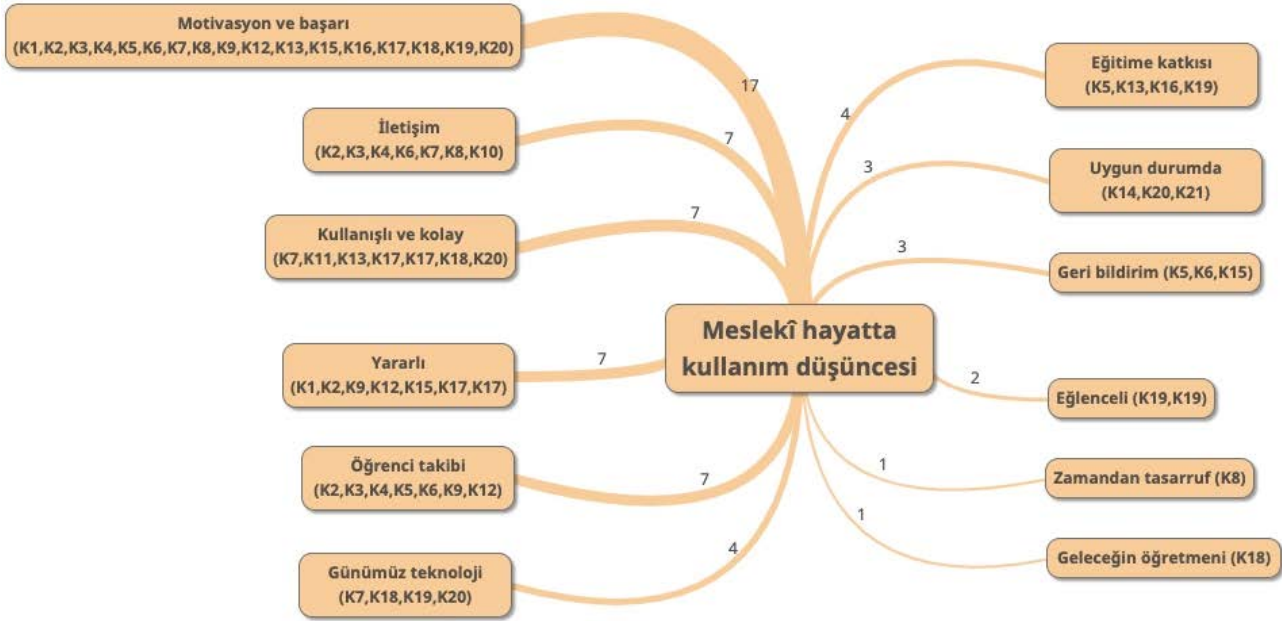 Motivasyon ve başarı
(K1,K2,K3,K4,K5,K6,K7,K8,K9,K12,K13,K15,K16,K17,K18,K19,K20)
17
İletişim
(K2,K3,K4,K6,K7,K8,K10)
7
Kullanışlı ve kolay
(K7,K11,K13,K17,K17,K18,K20)
7
Yararlı
(K1,K2,K9,K12,K15,K17,K17)
7
Öğrenci takibi
(K2,K3,K4,K5,K6,K9,K12)
7
Günümüz teknoloji
(K7,K18,K19,K20)
4
Meslekî hayatta
kullanım düşüncesi
4
Eğitime katkısı
(K5,K13,K16,K19)
3
Uygun durumda
(K14,K20,K21)
3
Geri bildirim (K5,K6,K15)
2
Eğlenceli (K19,K19)
1
Zamandan tasarruf (K8)
1
Geleceğin öğretmeni (K18)